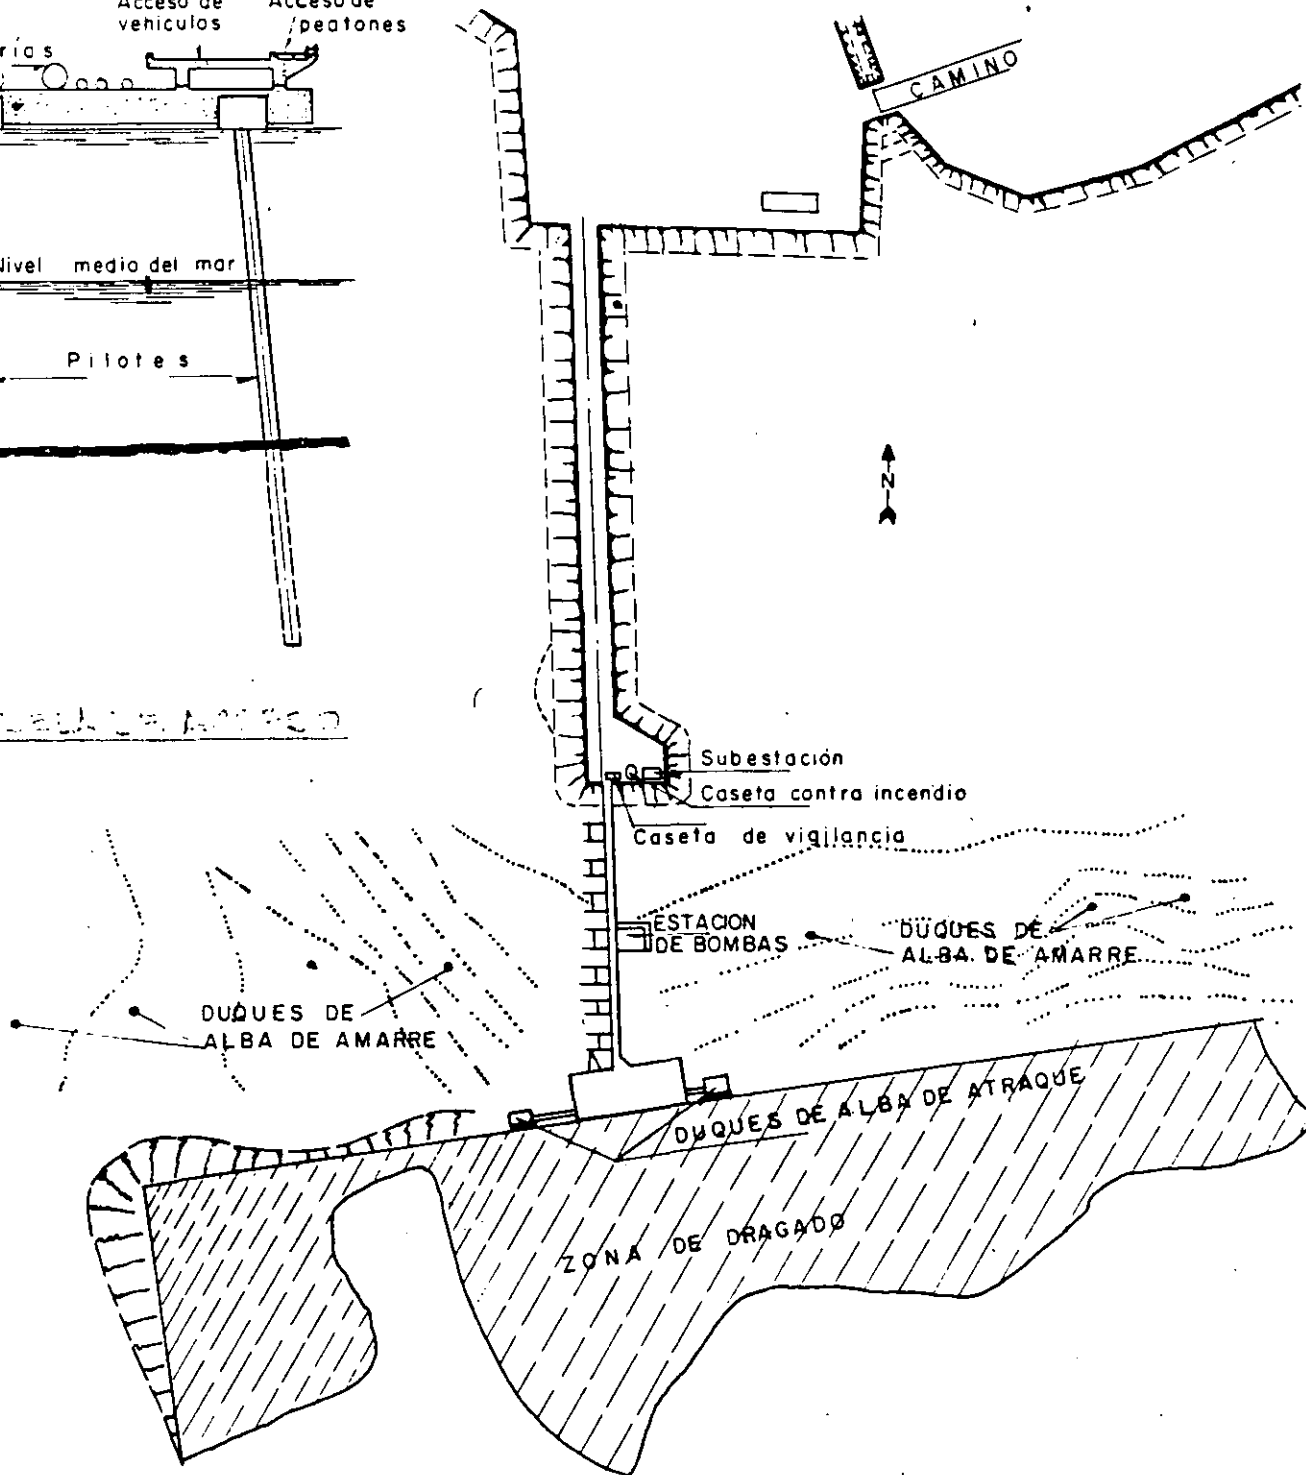 Acceso de
vehiculos
Acceso de
peatones
rías
CAMINO
Nivel medio del mar
Pilotes
N
Subestación
Caseta contra incendio
Caseta de vigilancia
ESTACION
DE BOMBAS
DUQUES DE
ALBA DE AMARRE
DUQUES DE
ALBA DE AMARRE
DUQUES DE ALBA DE ATRAQUE
ZONA DE DRAGADO